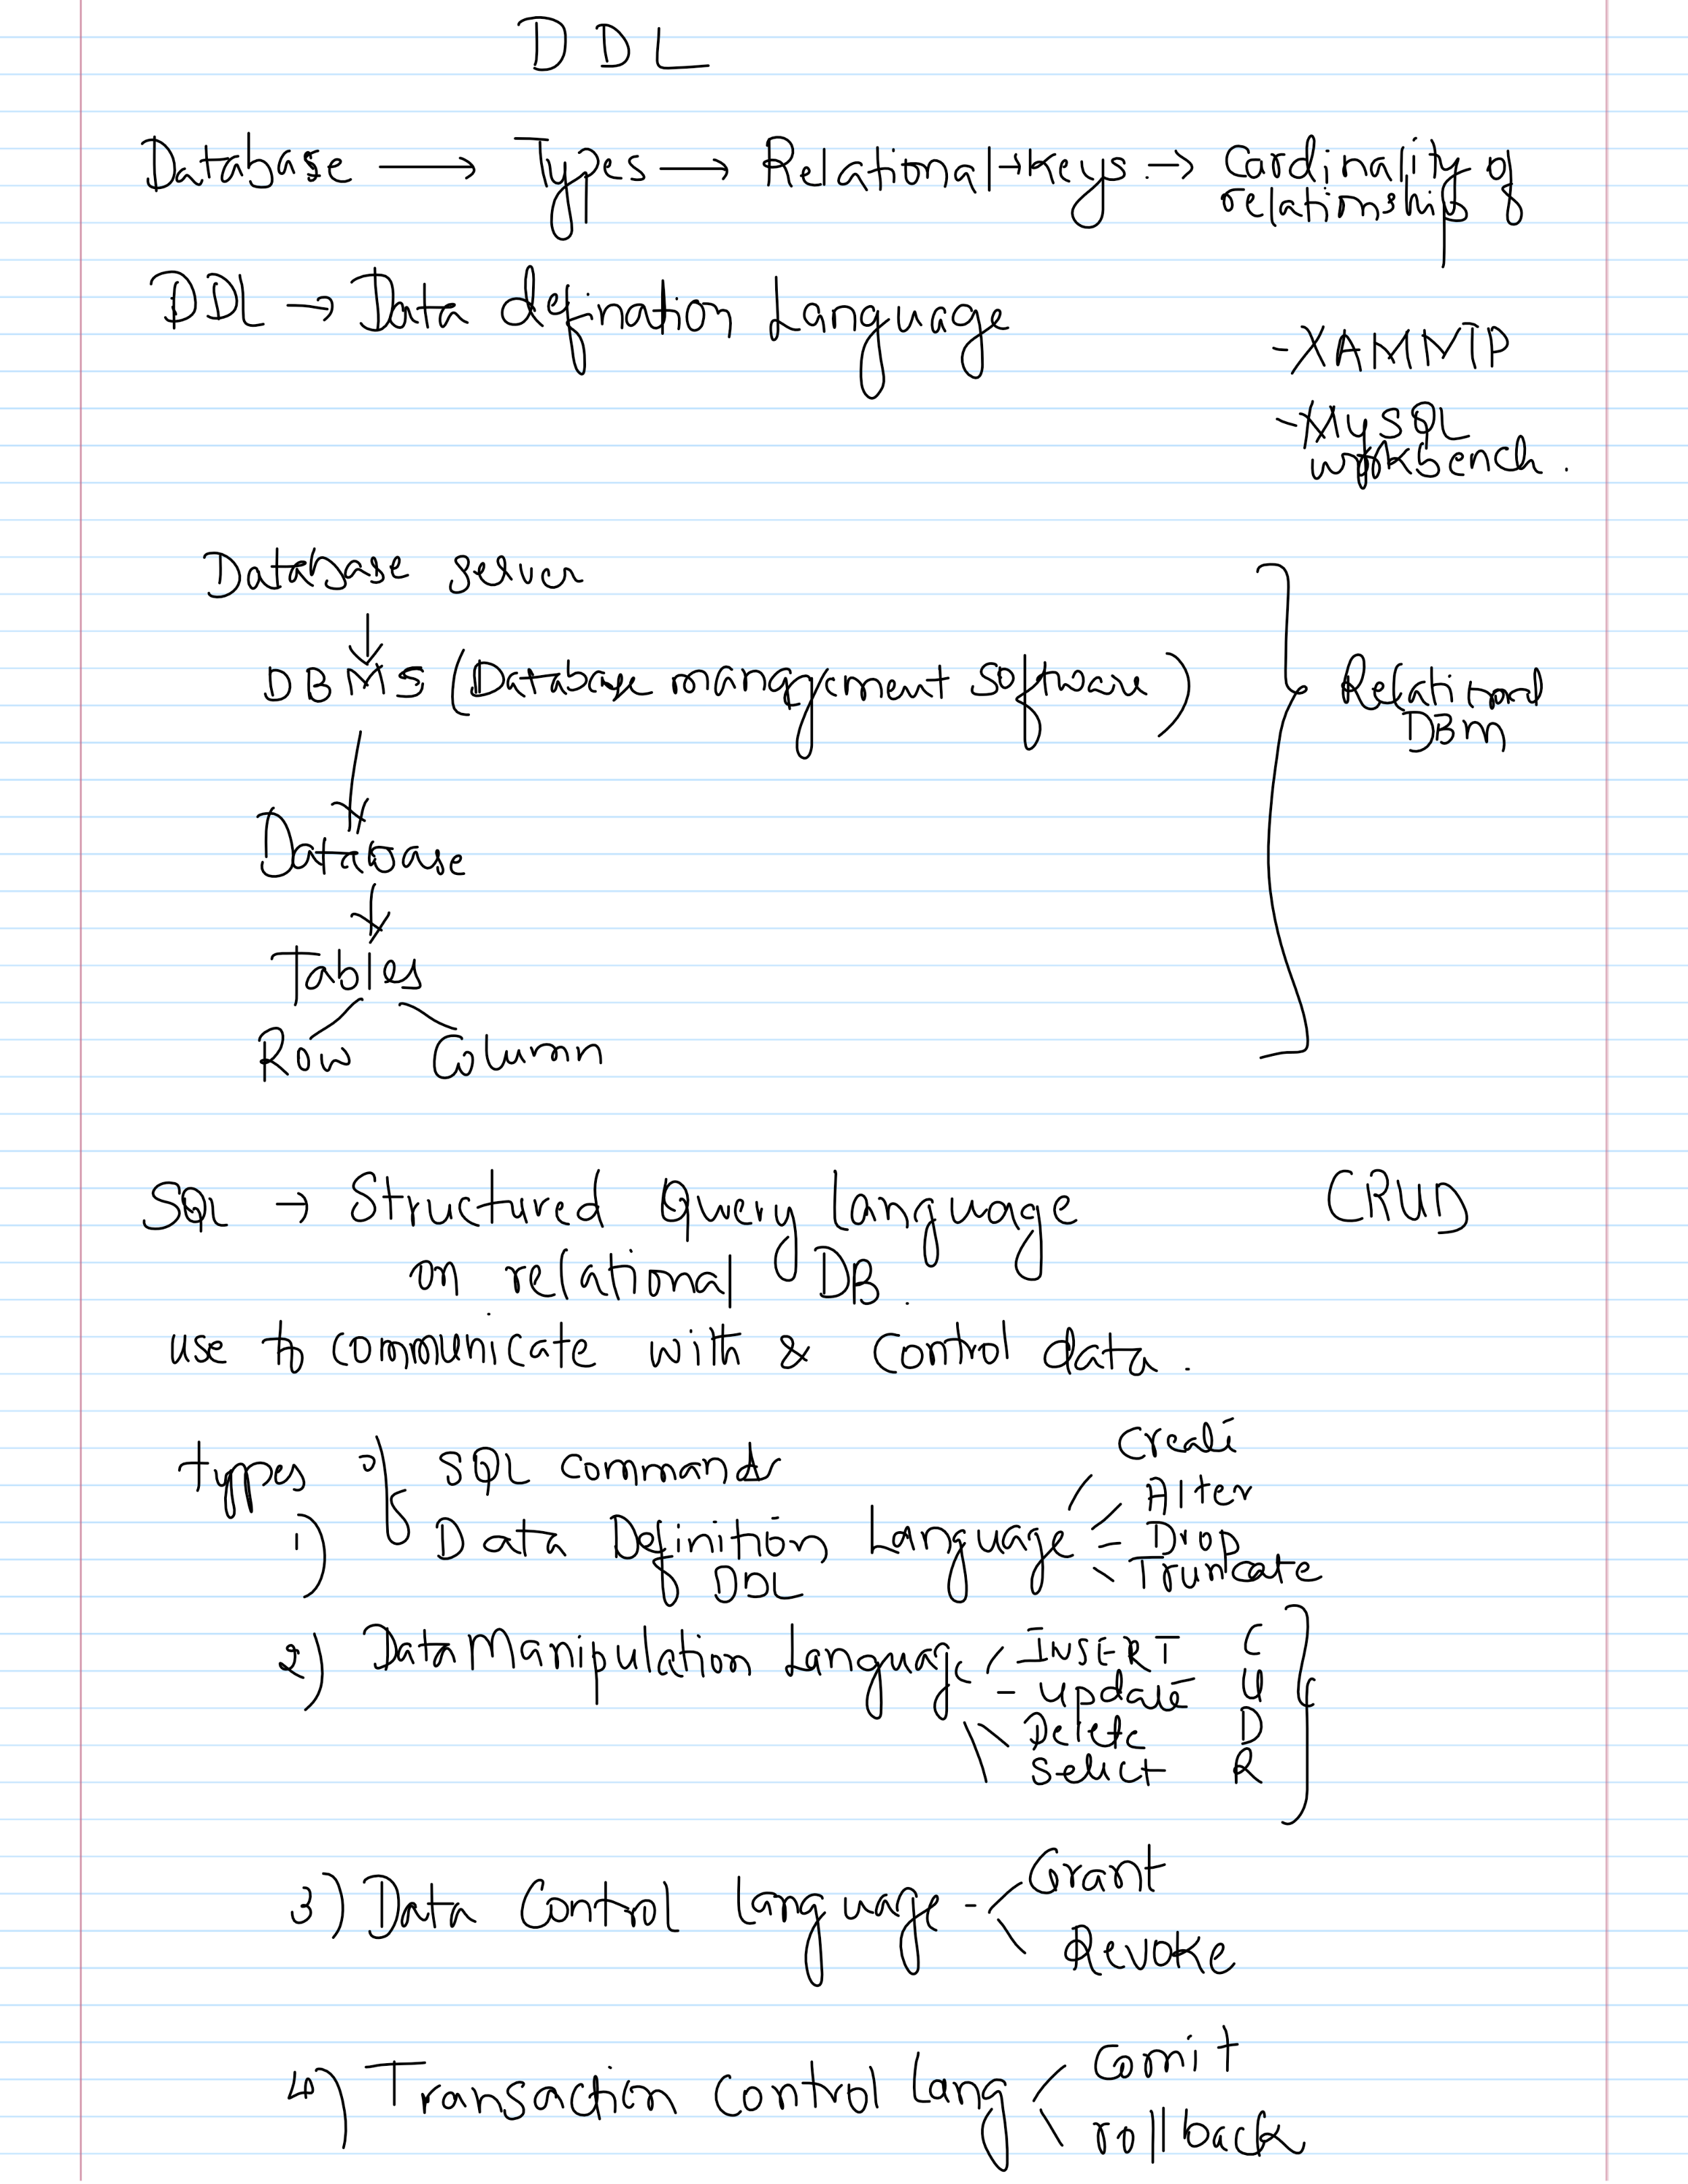 DDL
Database → Types → Relational → Keys → Cardinality of
relationship
DDL → Data defination Language
- XAMMTP
- MySQL
workbench.
Database server
↓
DBMS (Database management software)
Relational
DBm
Database
Tables
Row Column
SQL → Structured Query Language CRUD
on relational DB.
use to communicate with & control data.
types of SQL commands
Create
Alter
1) Data Definition Language - Drop
DDL - Truncate
2) Data Manipulation Language - INSERT C
- update U
Delete D
Select R
3) Data Control Language - Grant
Revoke
4) Transaction control lang Comit
rollback